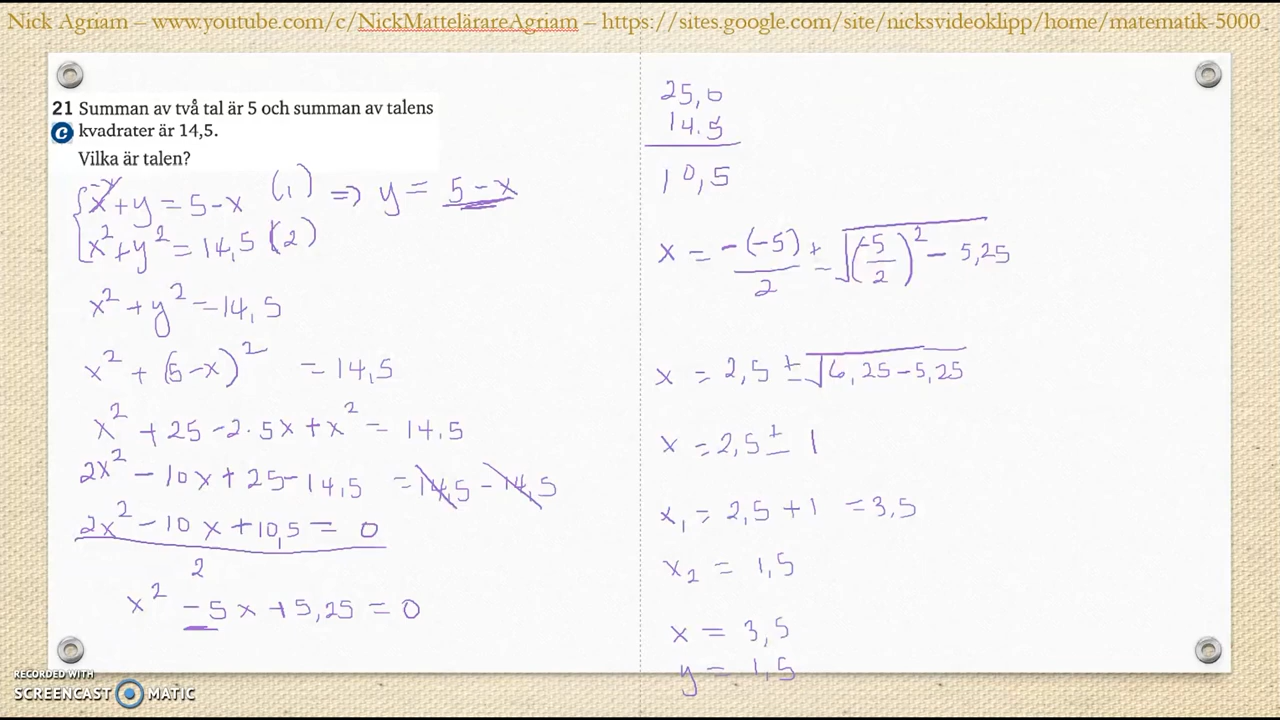 Nick Agriam – www.youtube.com/c/NickMattelärareAgriam – https://sites.google.com/site/nicksvideoklipp/home/matematik-5000
21 Summan av två tal är 5 och summan av talens
C kvadrater är 14,5.
Vilka är talen?
x + y = 5 - x (1) ⇒ y = 5 - x
x² + y² = 14,5 (2)
x² + y² = 14,5
x² + (5 - x)² = 14,5
x² + 25 - 2·5x + x² = 14.5
2x² - 10x + 25 - 14,5 = 14,5 - 14,5
2x² - 10x + 10,5 = 0
2
x² - 5x + 5,25 = 0
25,0
14.5
10,5
x = -(-5)/2 ± √((-5/2)² - 5,25)
x = 2,5 ± √(6,25 - 5,25)
x = 2,5 ± 1
x₁ = 2,5 + 1 = 3,5
x₂ = 1,5
x = 3,5
y = 1,5
RECORDED WITH
SCREENCAST MATIC